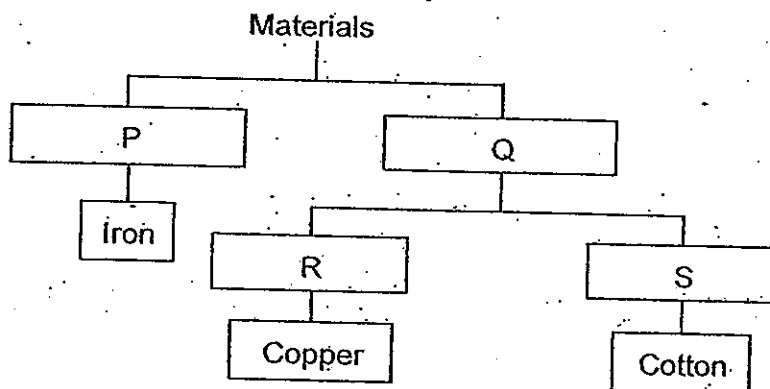 Materials
P
Q
Iron
R
S
Copper
Cotton